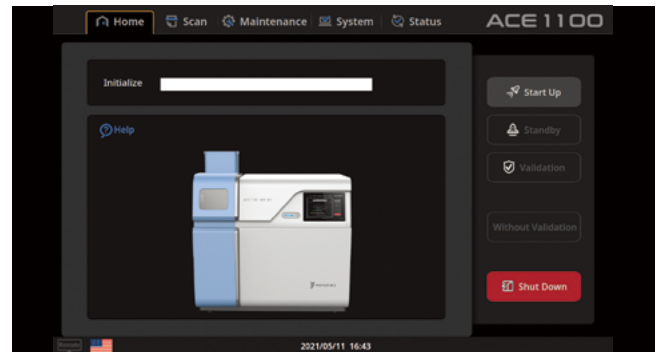 Home Scan Maintenance System Status ACE 1100
Initialize
Start Up
Help
Standby
Validation
Without Validation
Shut Down
Remote 2021/05/11 16:43